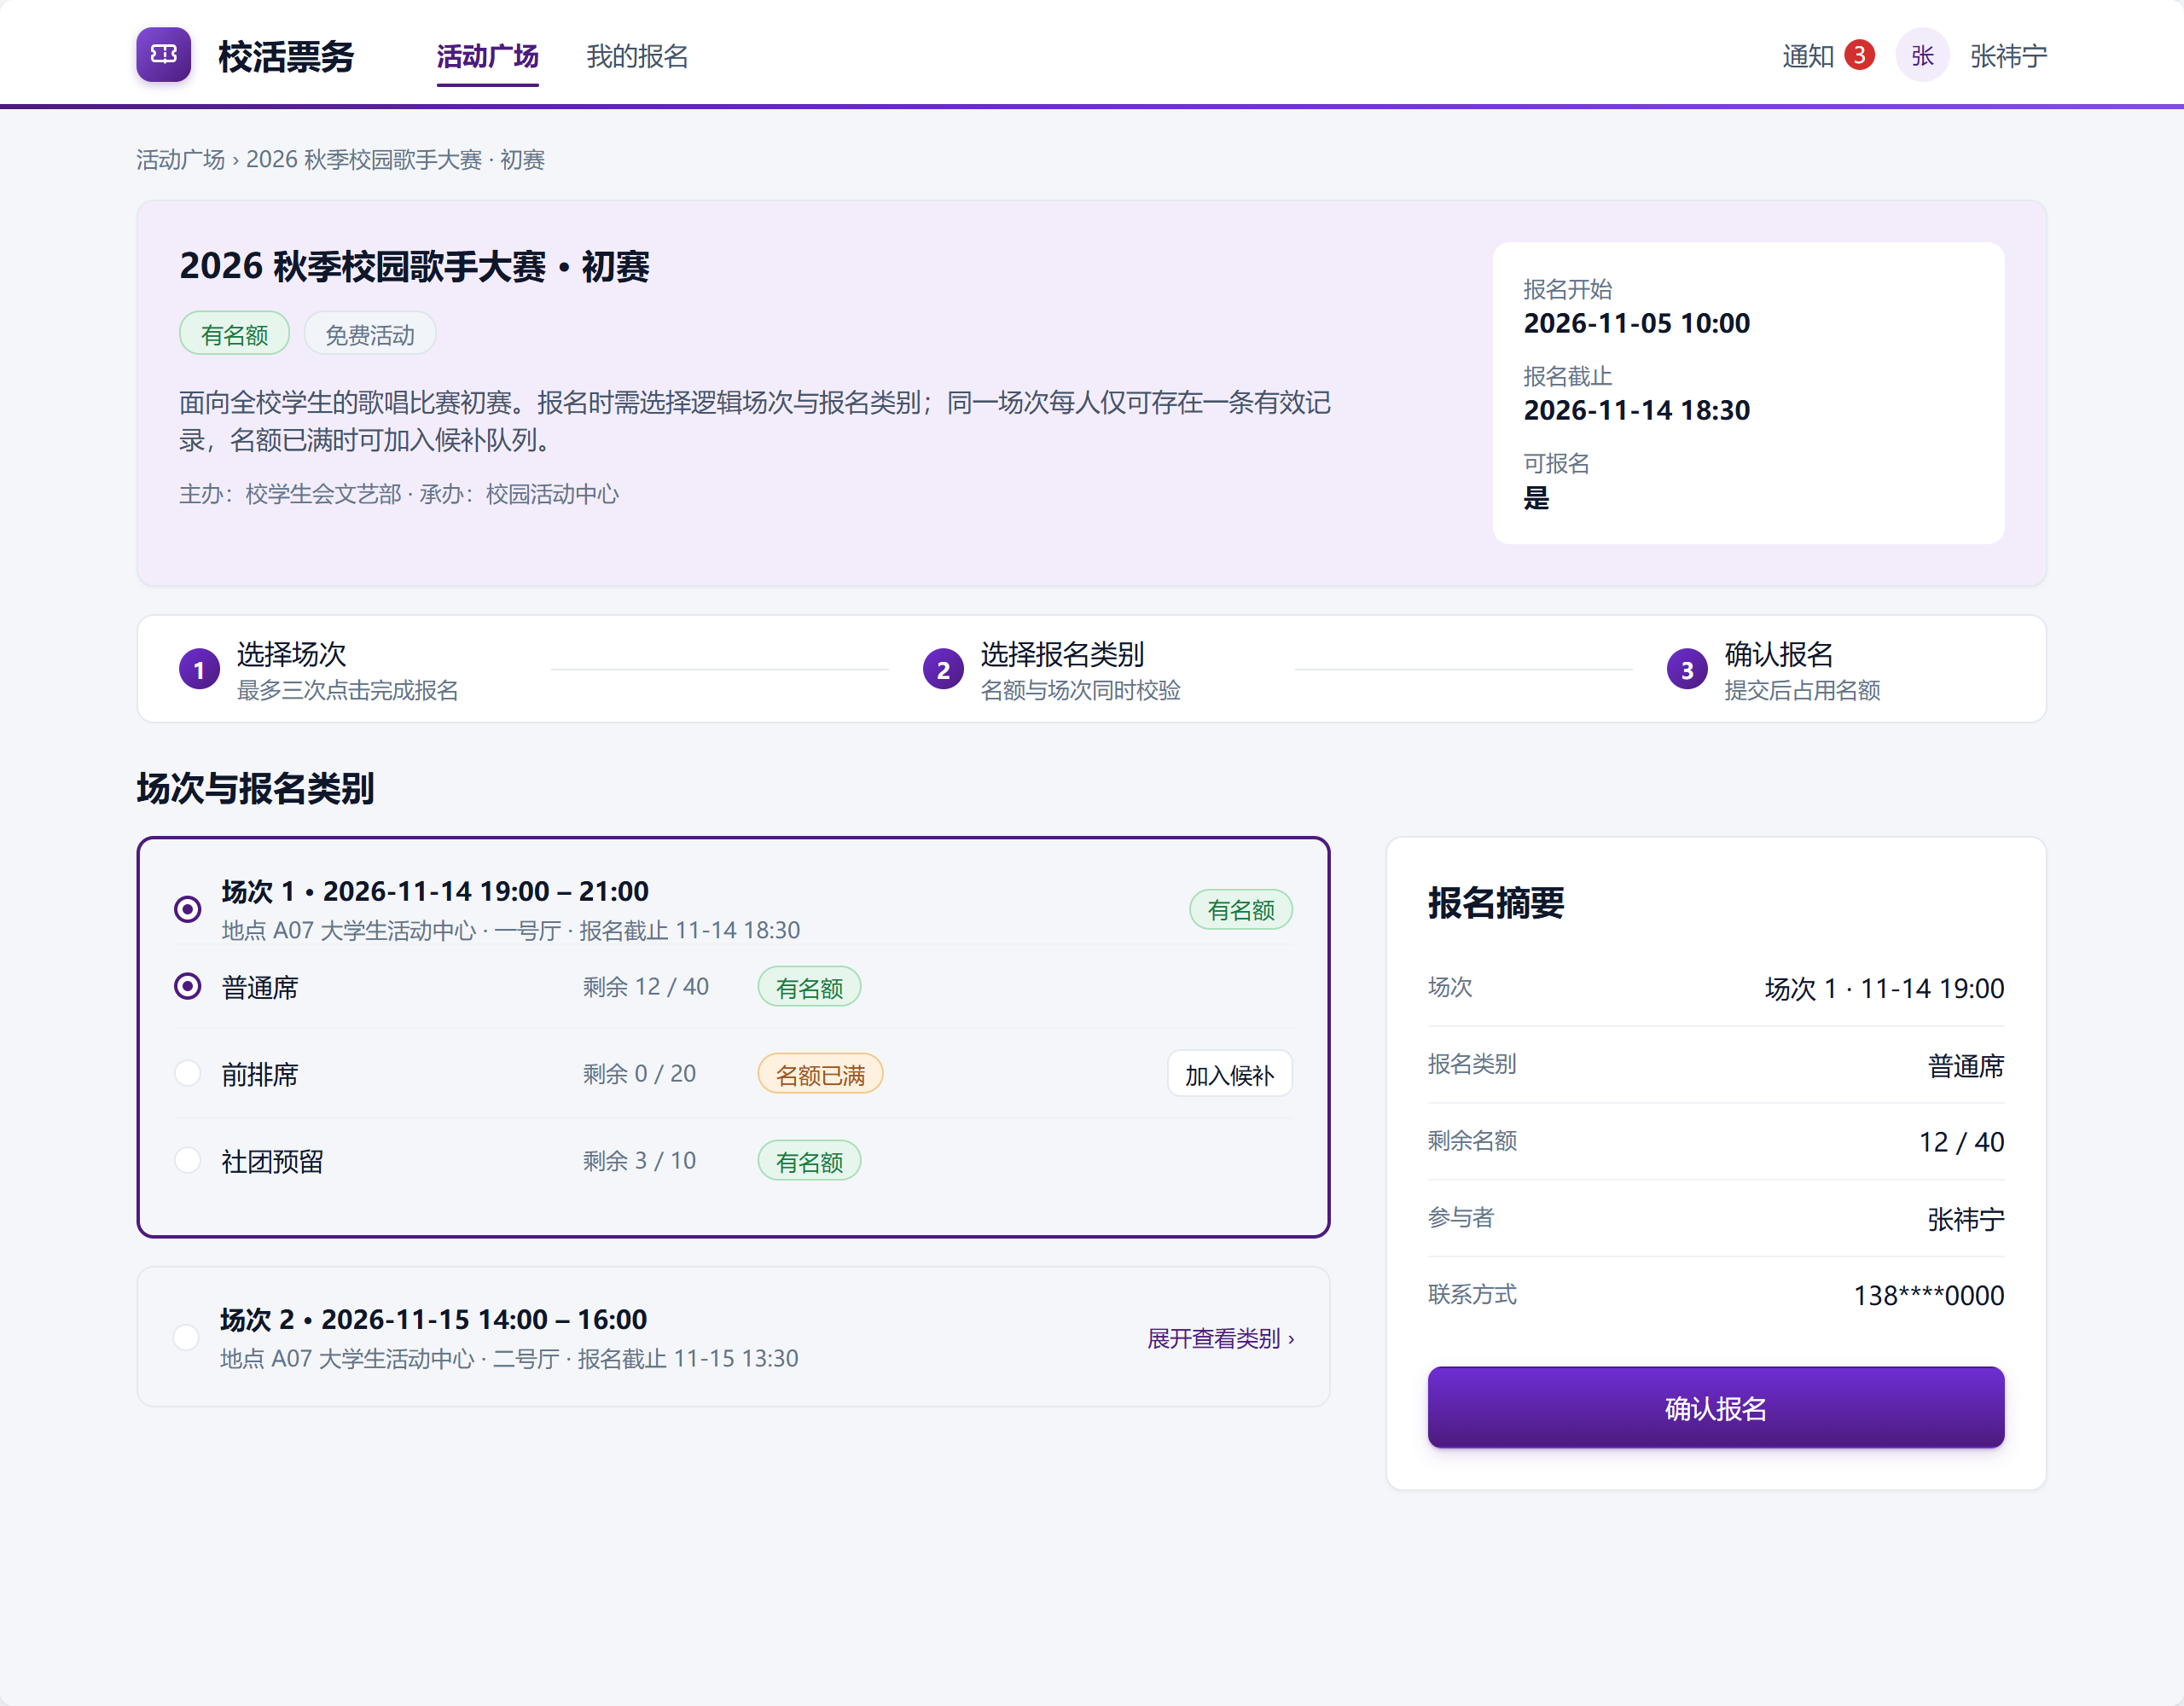 校活票务
活动广场
我的报名
通知 3
张
张祎宁
活动广场 › 2026 秋季校园歌手大赛 · 初赛
2026 秋季校园歌手大赛 · 初赛
有名额
免费活动
面向全校学生的歌唱比赛初赛。报名时需选择逻辑场次与报名类别；同一场次每人仅可存在一条有效记
录，名额已满时可加入候补队列。
主办：校学生会文艺部 · 承办：校园活动中心
报名开始
2026-11-05 10:00
报名截止
2026-11-14 18:30
可报名
是
1 选择场次
最多三次点击完成报名
2 选择报名类别
名额与场次同时校验
3 确认报名
提交后占用名额
场次与报名类别
场次 1 · 2026-11-14 19:00 – 21:00
地点 A07 大学生活动中心 · 一号厅 · 报名截止 11-14 18:30
有名额
普通席 剩余 12 / 40 有名额
前排席 剩余 0 / 20 名额已满 加入候补
社团预留 剩余 3 / 10 有名额
场次 2 · 2026-11-15 14:00 – 16:00
地点 A07 大学生活动中心 · 二号厅 · 报名截止 11-15 13:30
展开查看类别 ›
报名摘要
场次 场次 1 · 11-14 19:00
报名类别 普通席
剩余名额 12 / 40
参与者 张祎宁
联系方式 138****0000
确认报名